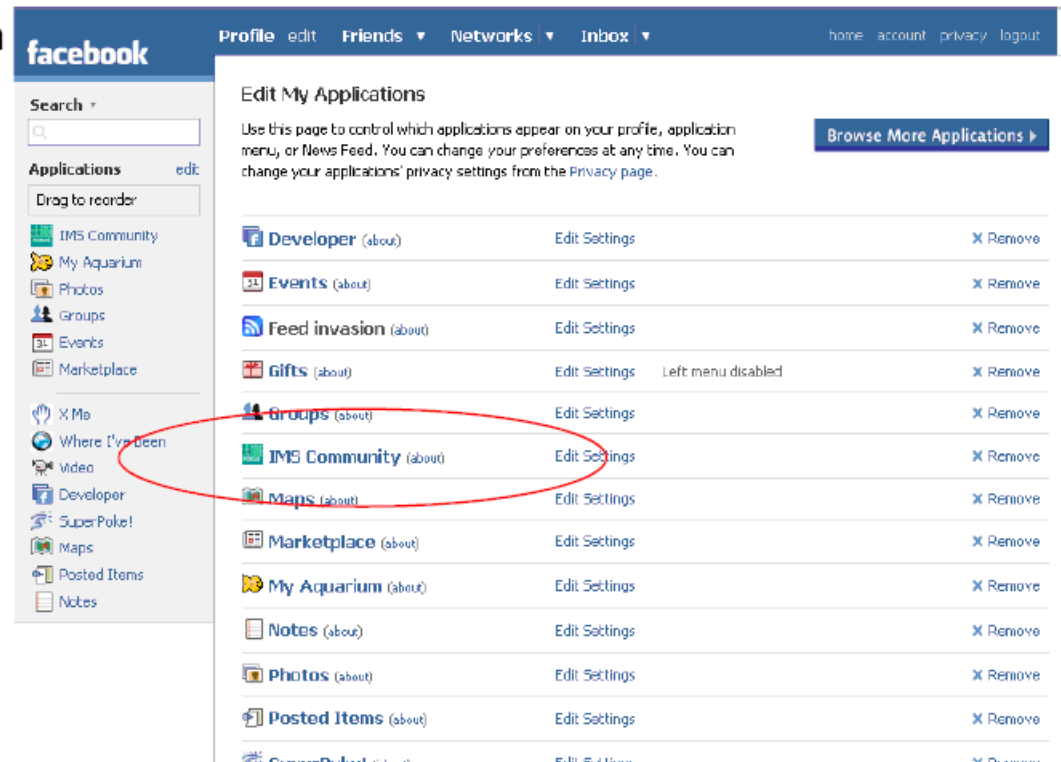 facebook
Profile edit Friends Networks Inbox
home account privacy logout
Search
Applications edit
Drag to reorder
IMS Community
My Aquarium
Photos
Groups
Events
Marketplace
X Me
Where I've Been
Video
Developer
SuperPoke!
Maps
Posted Items
Notes
Edit My Applications
Use this page to control which applications appear on your profile, application
menu, or News Feed. You can change your preferences at any time. You can
change your applications' privacy settings from the Privacy page.
Browse More Applications
Developer (about) Edit Settings X Remove
Events (about) Edit Settings X Remove
Feed invasion (about) Edit Settings X Remove
Gifts (about) Edit Settings Left menu disabled X Remove
Groups (about) Edit Settings X Remove
IMS Community (about) Edit Settings X Remove
Maps (about) Edit Settings X Remove
Marketplace (about) Edit Settings X Remove
My Aquarium (about) Edit Settings X Remove
Notes (about) Edit Settings X Remove
Photos (about) Edit Settings X Remove
Posted Items (about) Edit Settings X Remove